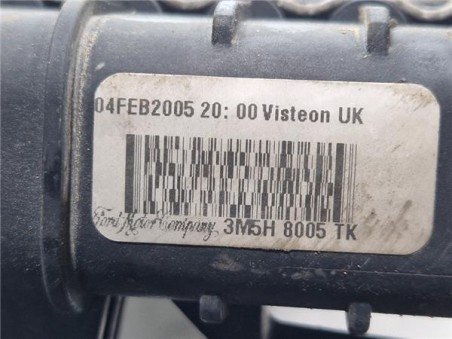 04FEB2005 20: 00 Visteon UK
Ford Motor Company 3M5H 8005 TK